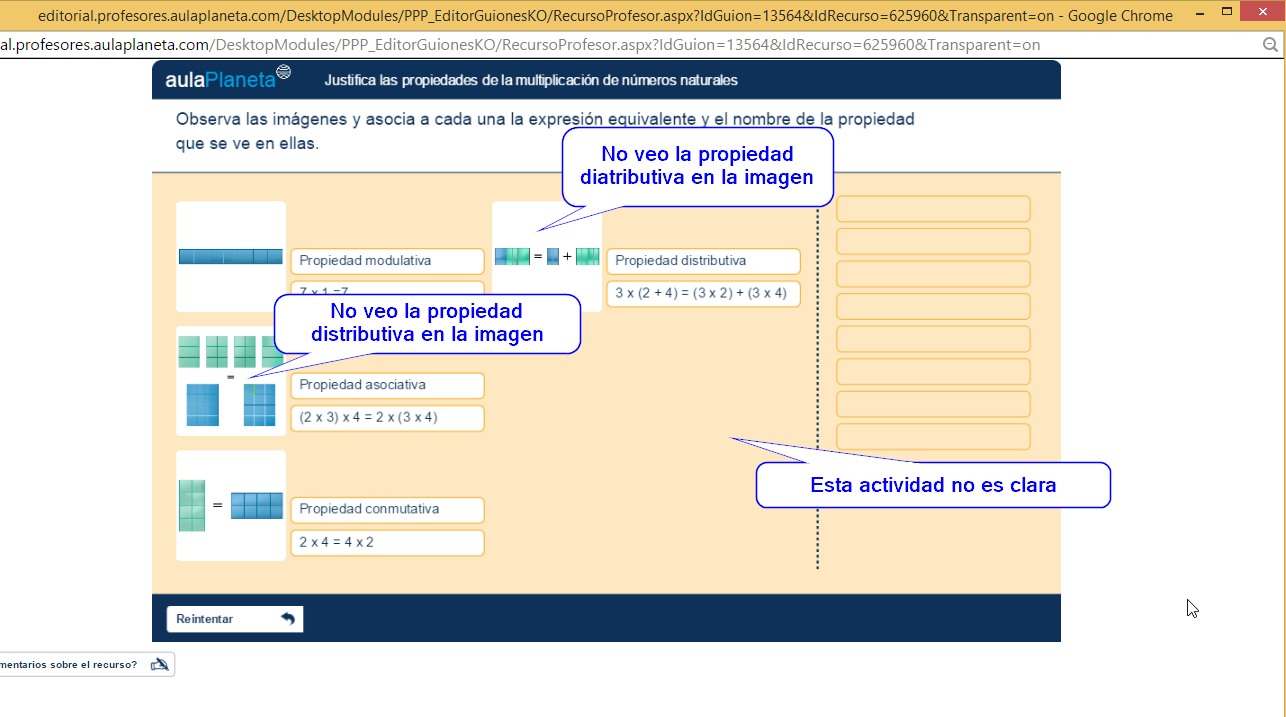 editorial.profesores.aulaplaneta.com/DesktopModules/PPP_EditorGuionesKO/RecursoProfesor.aspx?IdGuion=13564&IdRecurso=625960&Transparent=on - Google Chrome
al.profesores.aulaplaneta.com/DesktopModules/PPP_EditorGuionesKO/RecursoProfesor.aspx?IdGuion=13564&IdRecurso=625960&Transparent=on
aulaPlaneta
Justifica las propiedades de la multiplicación de números naturales
Observa las imágenes y asocia a cada una la expresión equivalente y el nombre de la propiedad
que se ve en ellas.
No veo la propiedad
diatributiva en la imagen
Propiedad modulativa
7 x 1 =7
= +
Propiedad distributiva
3 x (2 + 4) = (3 x 2) + (3 x 4)
No veo la propiedad
distributiva en la imagen
=
Propiedad asociativa
(2 x 3) x 4 = 2 x (3 x 4)
Esta actividad no es clara
=
Propiedad conmutativa
2 x 4 = 4 x 2
Reintentar
mentarios sobre el recurso?